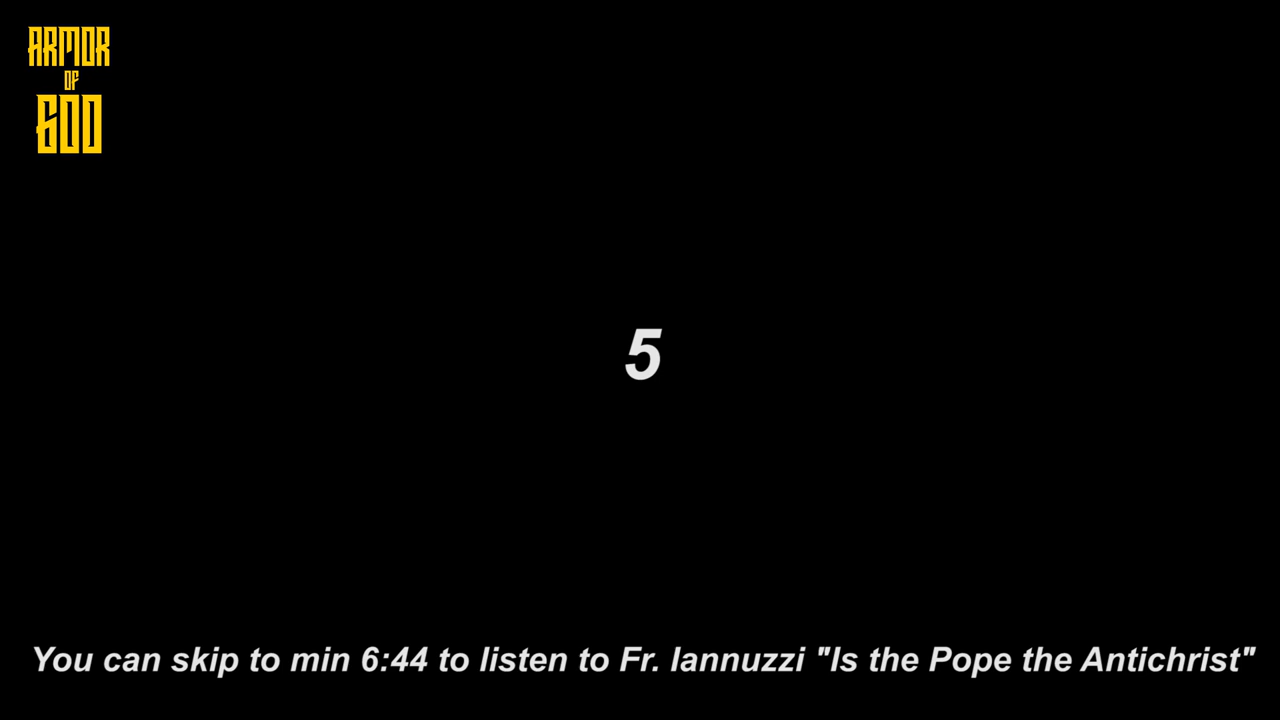 ARMOR
OF
GOD
5
You can skip to min 6:44 to listen to Fr. Iannuzzi "Is the Pope the Antichrist"